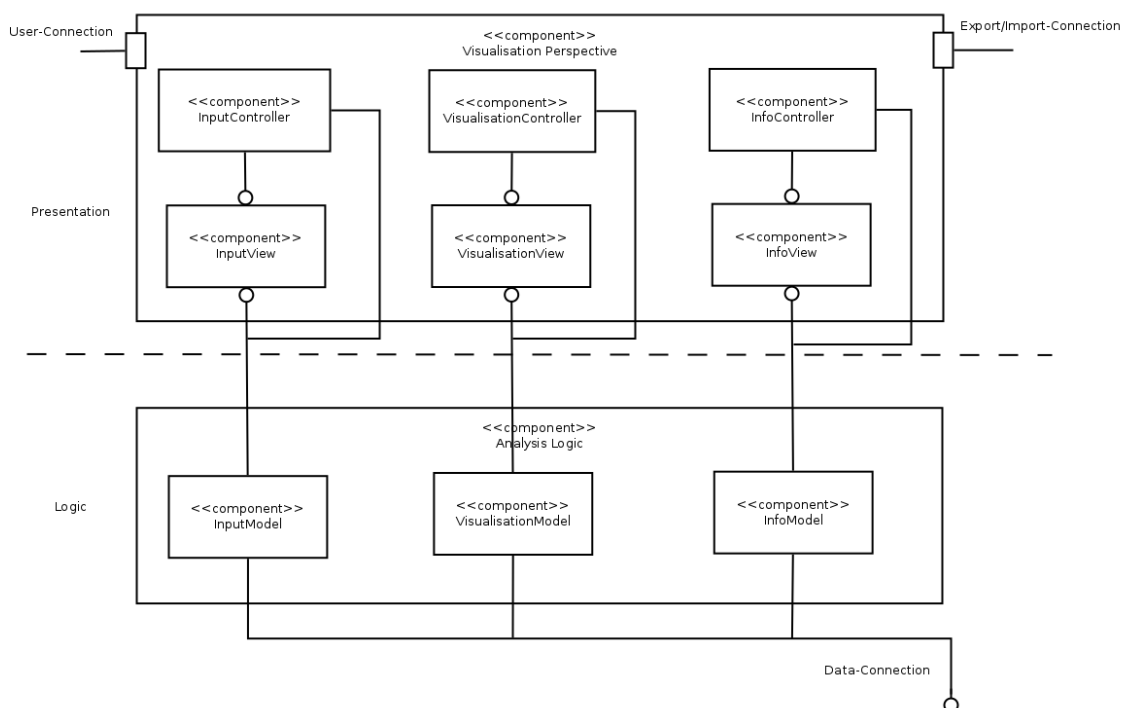 User-Connection
Export/Import-Connection
<<component>>
Visualisation Perspective
<<component>>
InputController
<<component>>
VisualisationController
<<component>>
InfoController
Presentation
<<component>>
InputView
<<component>>
VisualisationView
<<component>>
InfoView
<<component>>
Analysis Logic
Logic
<<component>>
InputModel
<<component>>
VisualisationModel
<<component>>
InfoModel
Data-Connection